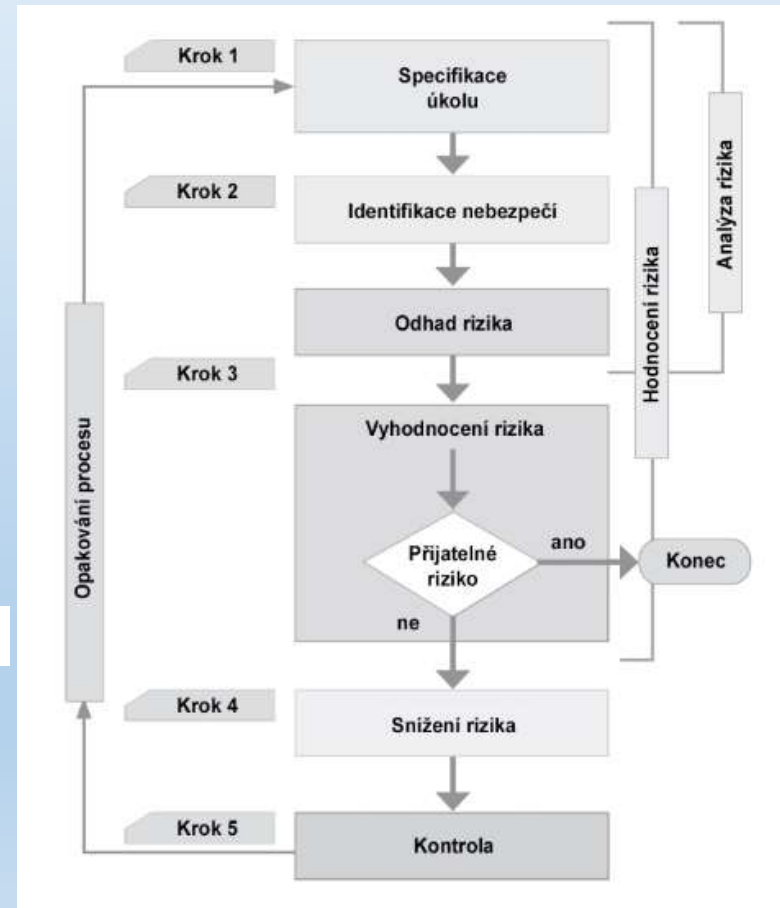 Krok 1
Specifikace
úkolu
Krok 2
Identifikace nebezpečí
Odhad rizika
Krok 3
Vyhodnocení rizika
Přijatelné
riziko
ano
Konec
ne
Krok 4
Snížení rizika
Krok 5
Kontrola
Opakování procesu
Hodnocení rizika
Analýza rizika